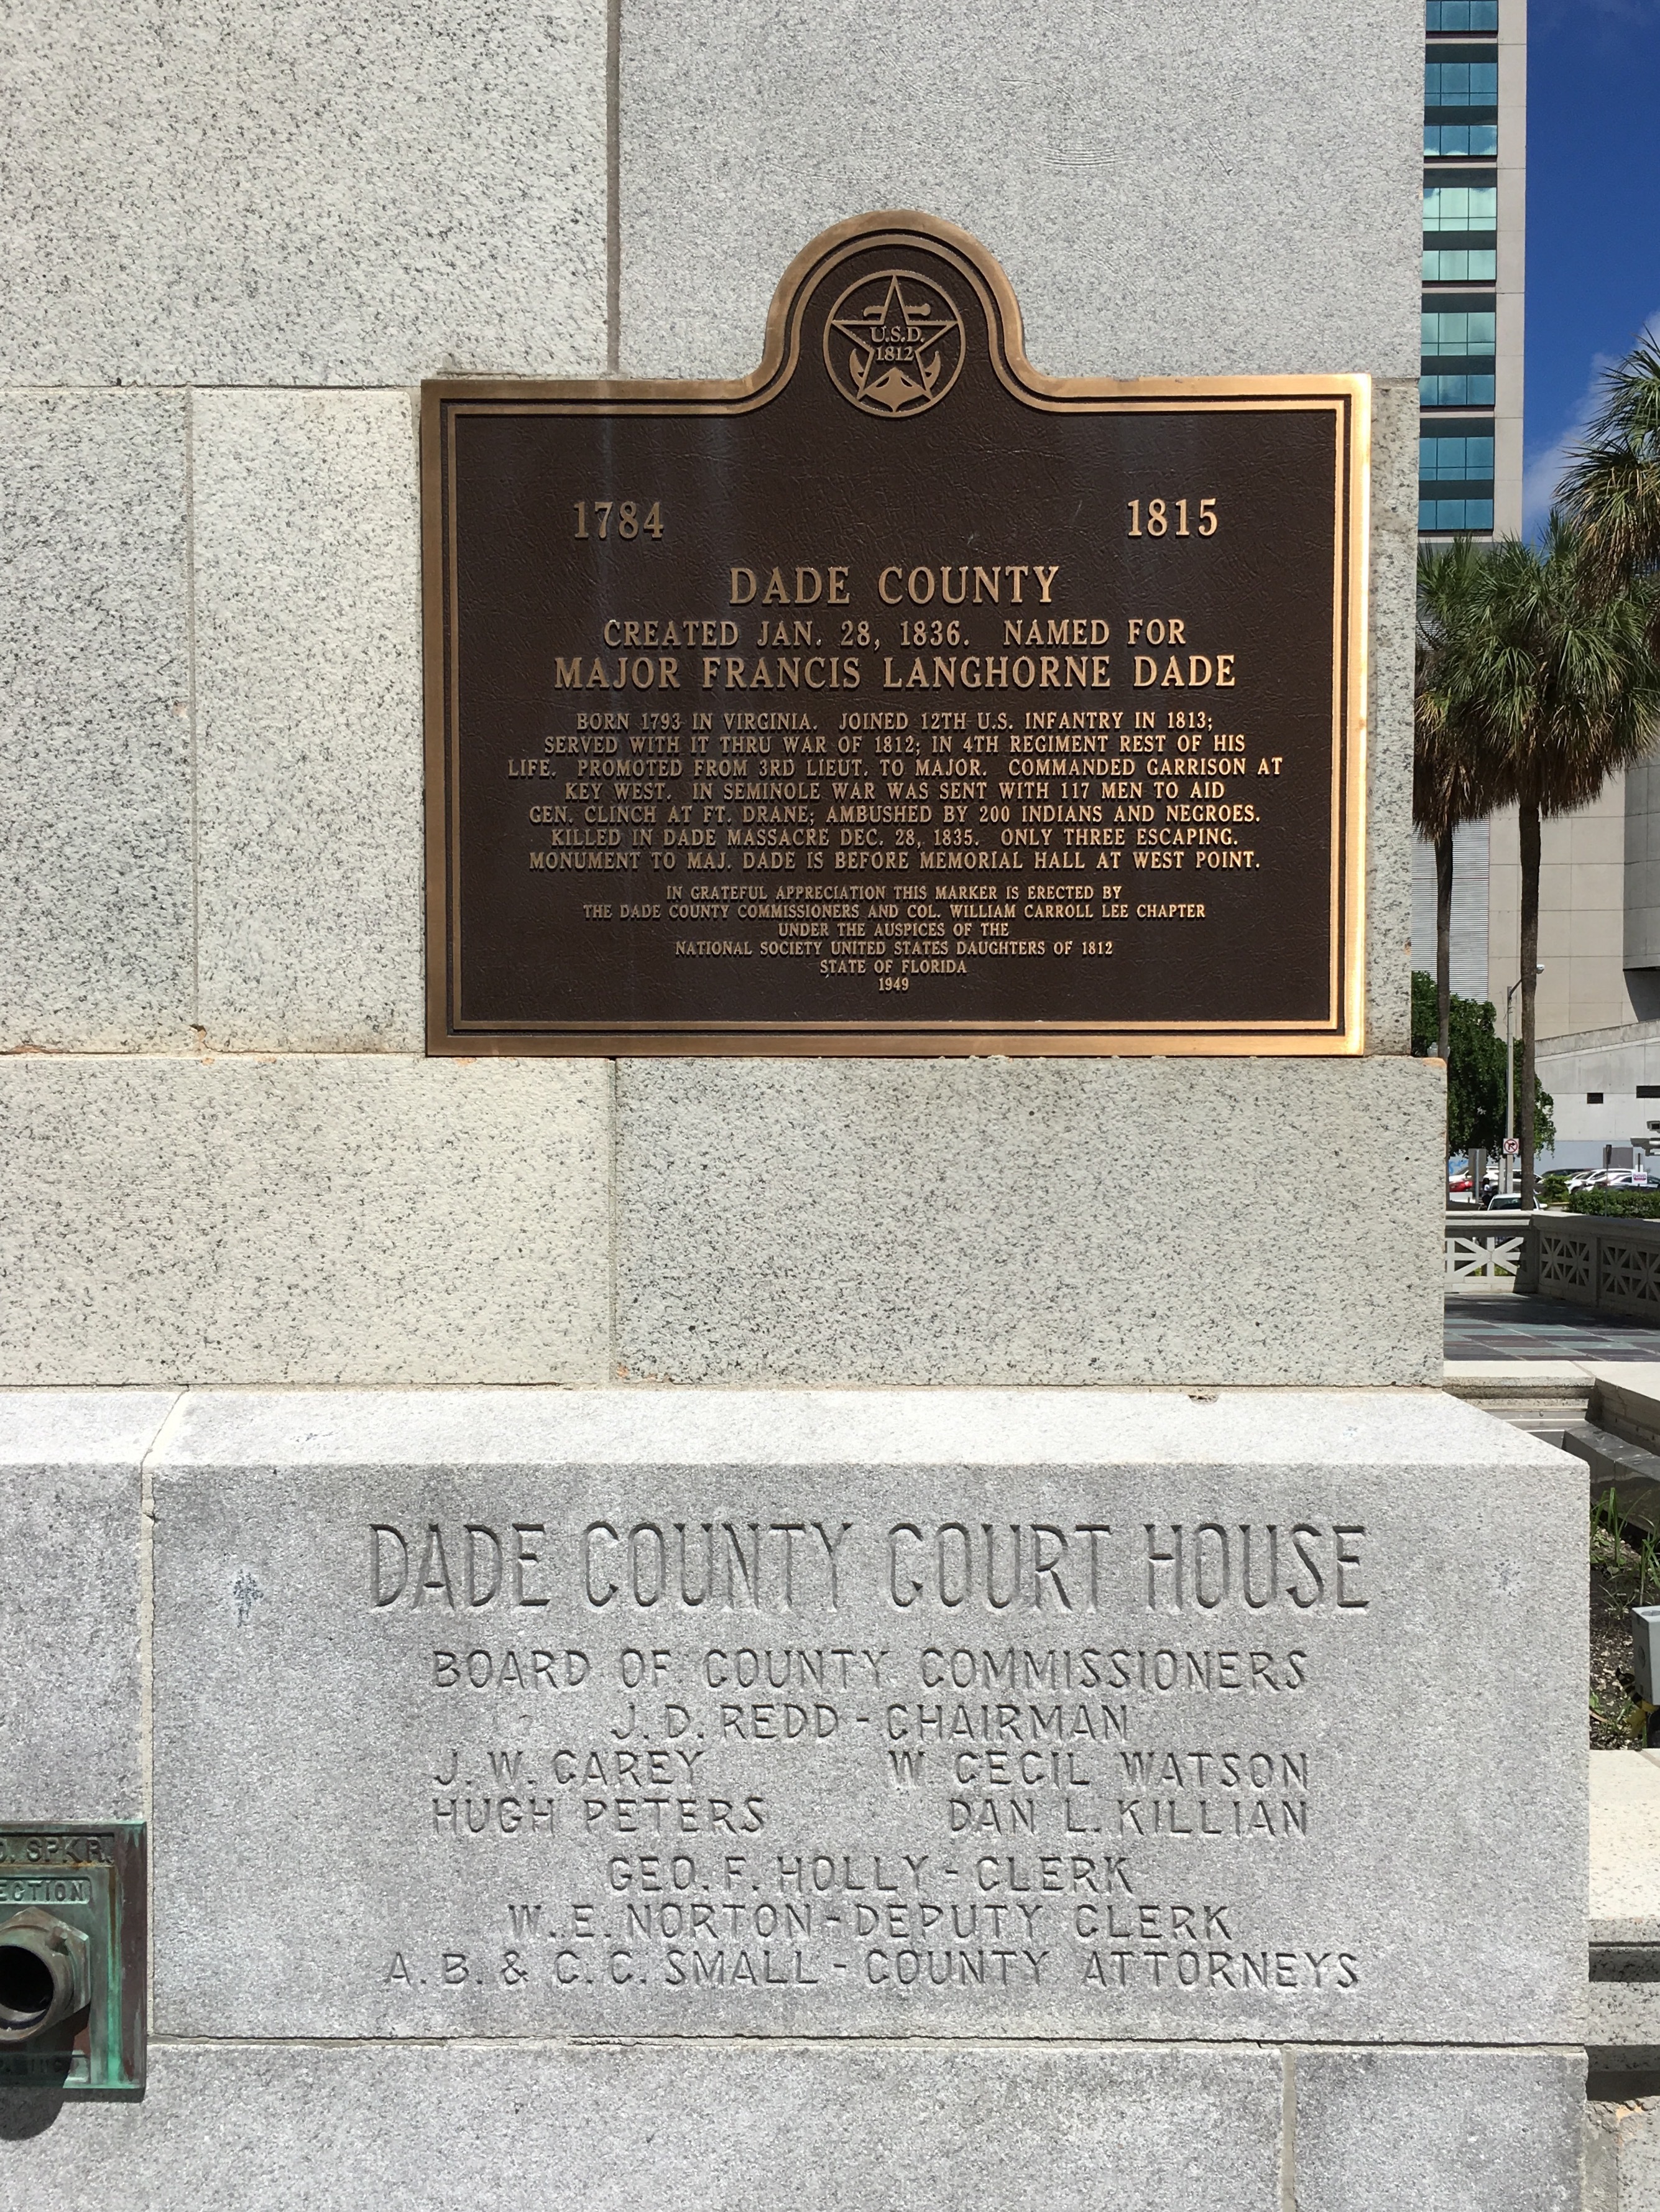 U.S.D.
1812
1784 1815
DADE COUNTY
CREATED JAN. 28, 1836. NAMED FOR
MAJOR FRANCIS LANGHORNE DADE
BORN 1793 IN VIRGINIA. JOINED 12TH U.S. INFANTRY IN 1813;
SERVED WITH IT THRU WAR OF 1812; IN 4TH REGIMENT REST OF HIS
LIFE. PROMOTED FROM 3RD LIEUT. TO MAJOR. COMMANDED GARRISON AT
KEY WEST. IN SEMINOLE WAR WAS SENT WITH 117 MEN TO AID
GEN. CLINCH AT FT. DRANE; AMBUSHED BY 200 INDIANS AND NEGROES.
KILLED IN DADE MASSACRE DEC. 28, 1835. ONLY THREE ESCAPING.
MONUMENT TO MAJ. DADE IS BEFORE MEMORIAL HALL AT WEST POINT.
IN GRATEFUL APPRECIATION THIS MARKER IS ERECTED BY
THE DADE COUNTY COMMISSIONERS AND COL. WILLIAM CARROLL LEE CHAPTER
UNDER THE AUSPICES OF THE
NATIONAL SOCIETY UNITED STATES DAUGHTERS OF 1812
STATE OF FLORIDA
1949
DADE COUNTY COURT HOUSE
BOARD OF COUNTY COMMISSIONERS
J. D. REDD - CHAIRMAN
J. W. CAREY W CECIL WATSON
HUGH PETERS DAN L. KILLIAN
GEO. F. HOLLY - CLERK
W. E. NORTON - DEPUTY CLERK
A. B. & C. C. SMALL - COUNTY ATTORNEYS
SPKR.
ECTION